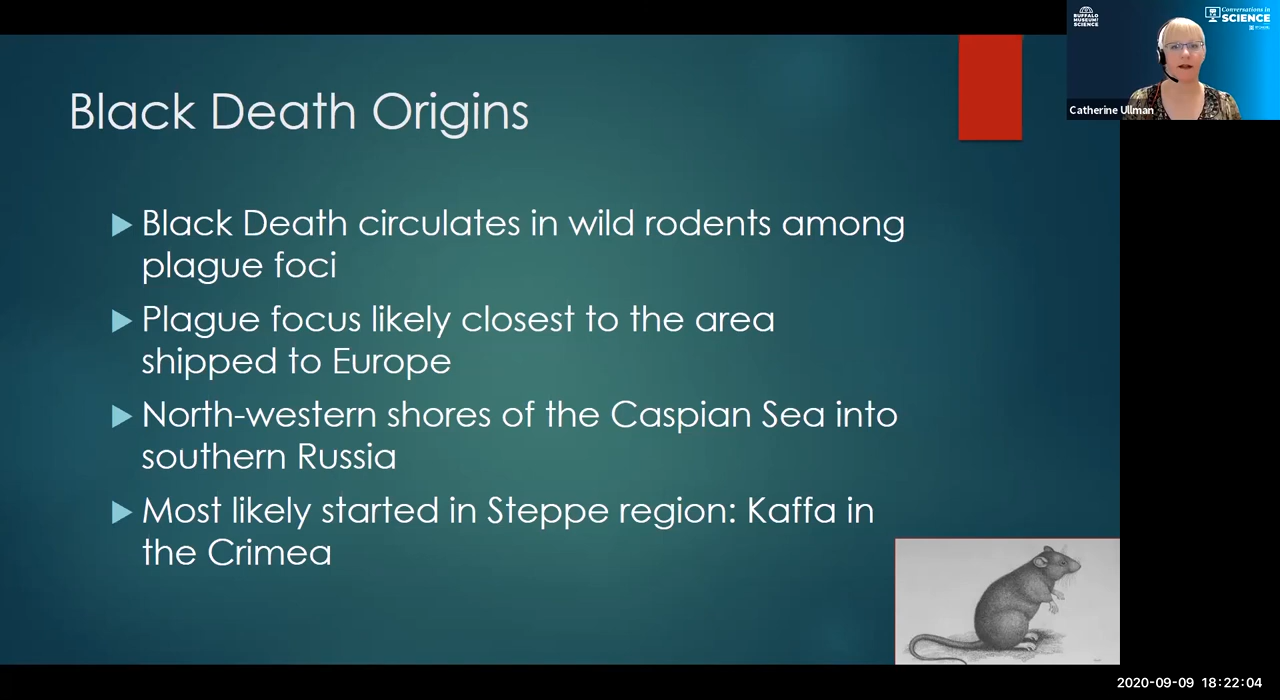 BUFFALO
MUSEUM of
SCIENCE
Conversations in
SCIENCE
Catherine Ullman
Black Death Origins
Black Death circulates in wild rodents among
plague foci
Plague focus likely closest to the area
shipped to Europe
North-western shores of the Caspian Sea into
southern Russia
Most likely started in Steppe region: Kaffa in
the Crimea
2020-09-09 18:22:04